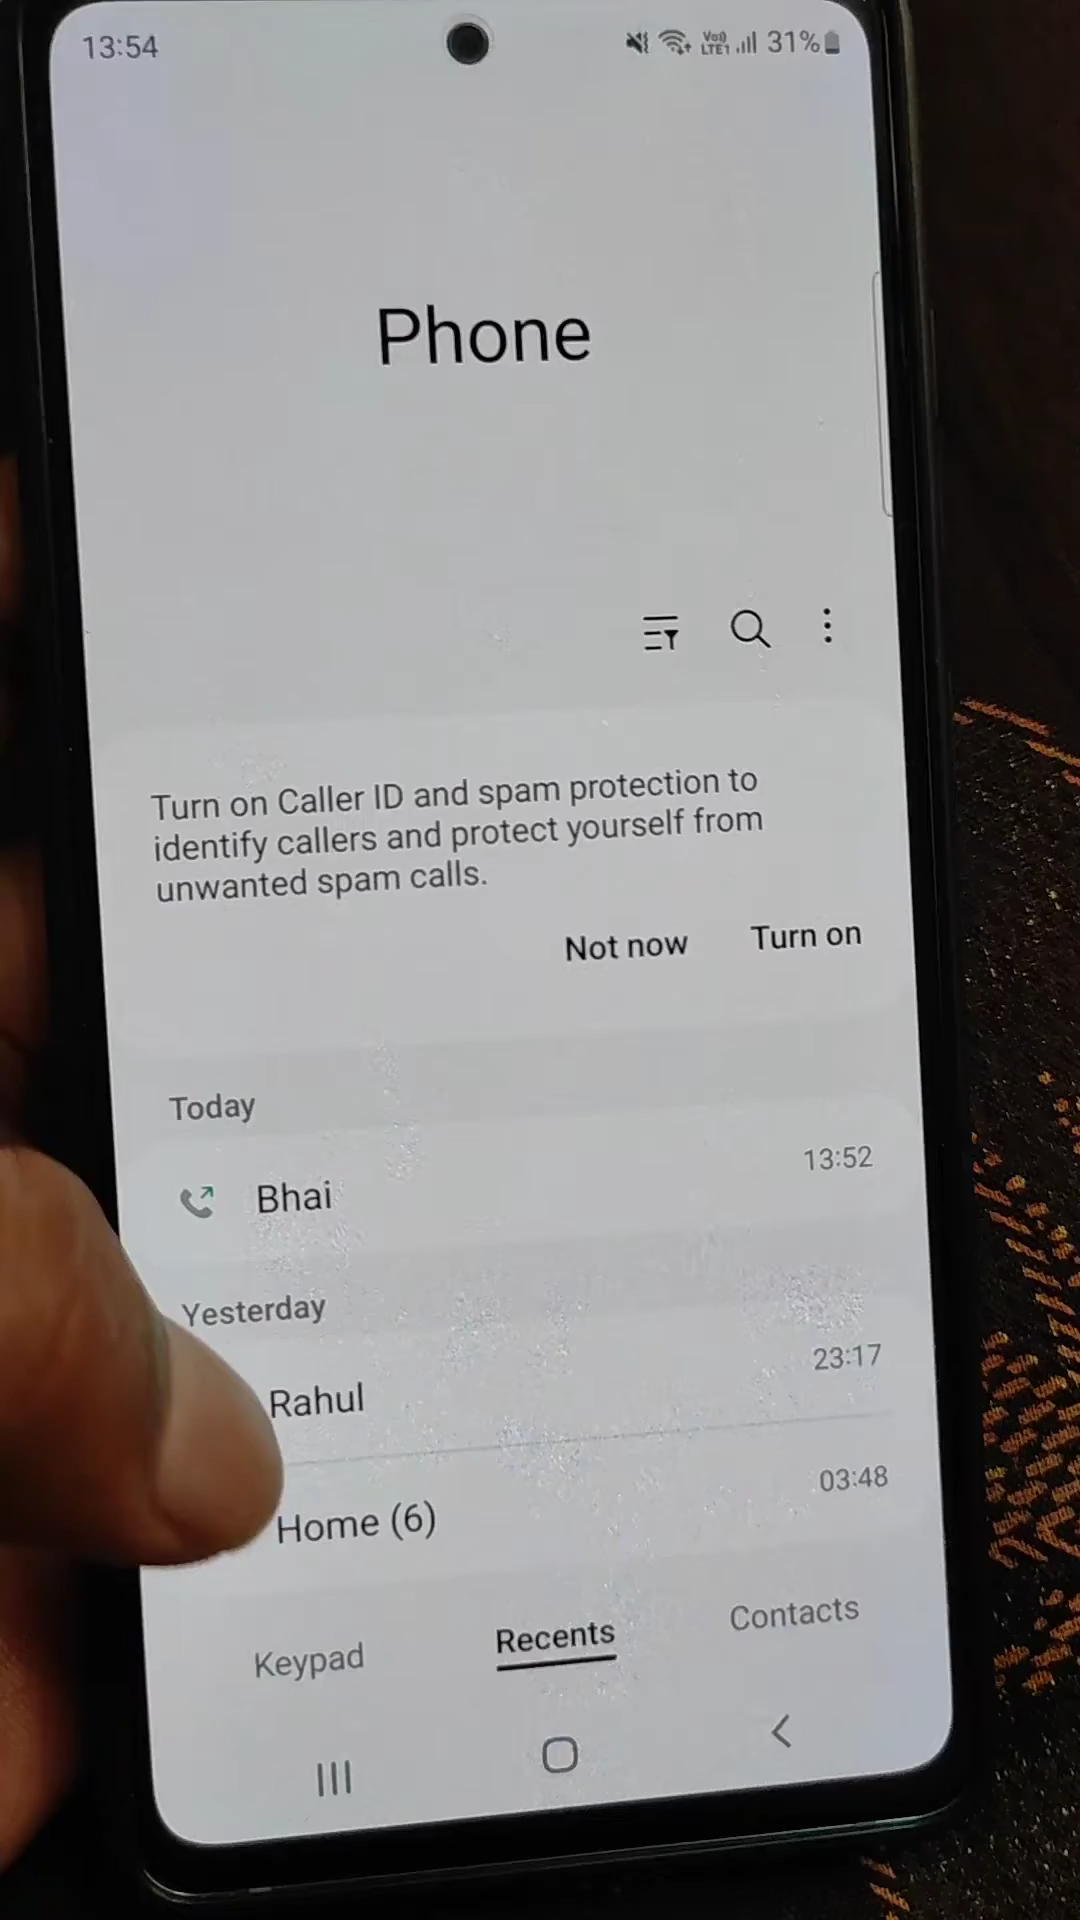 13:54
Vo))
LTE1
31%
Phone
Turn on Caller ID and spam protection to
identify callers and protect yourself from
unwanted spam calls.
Not now
Turn on
Today
Bhai
13:52
Yesterday
Rahul
23:17
Home (6)
03:48
Keypad
Recents
Contacts